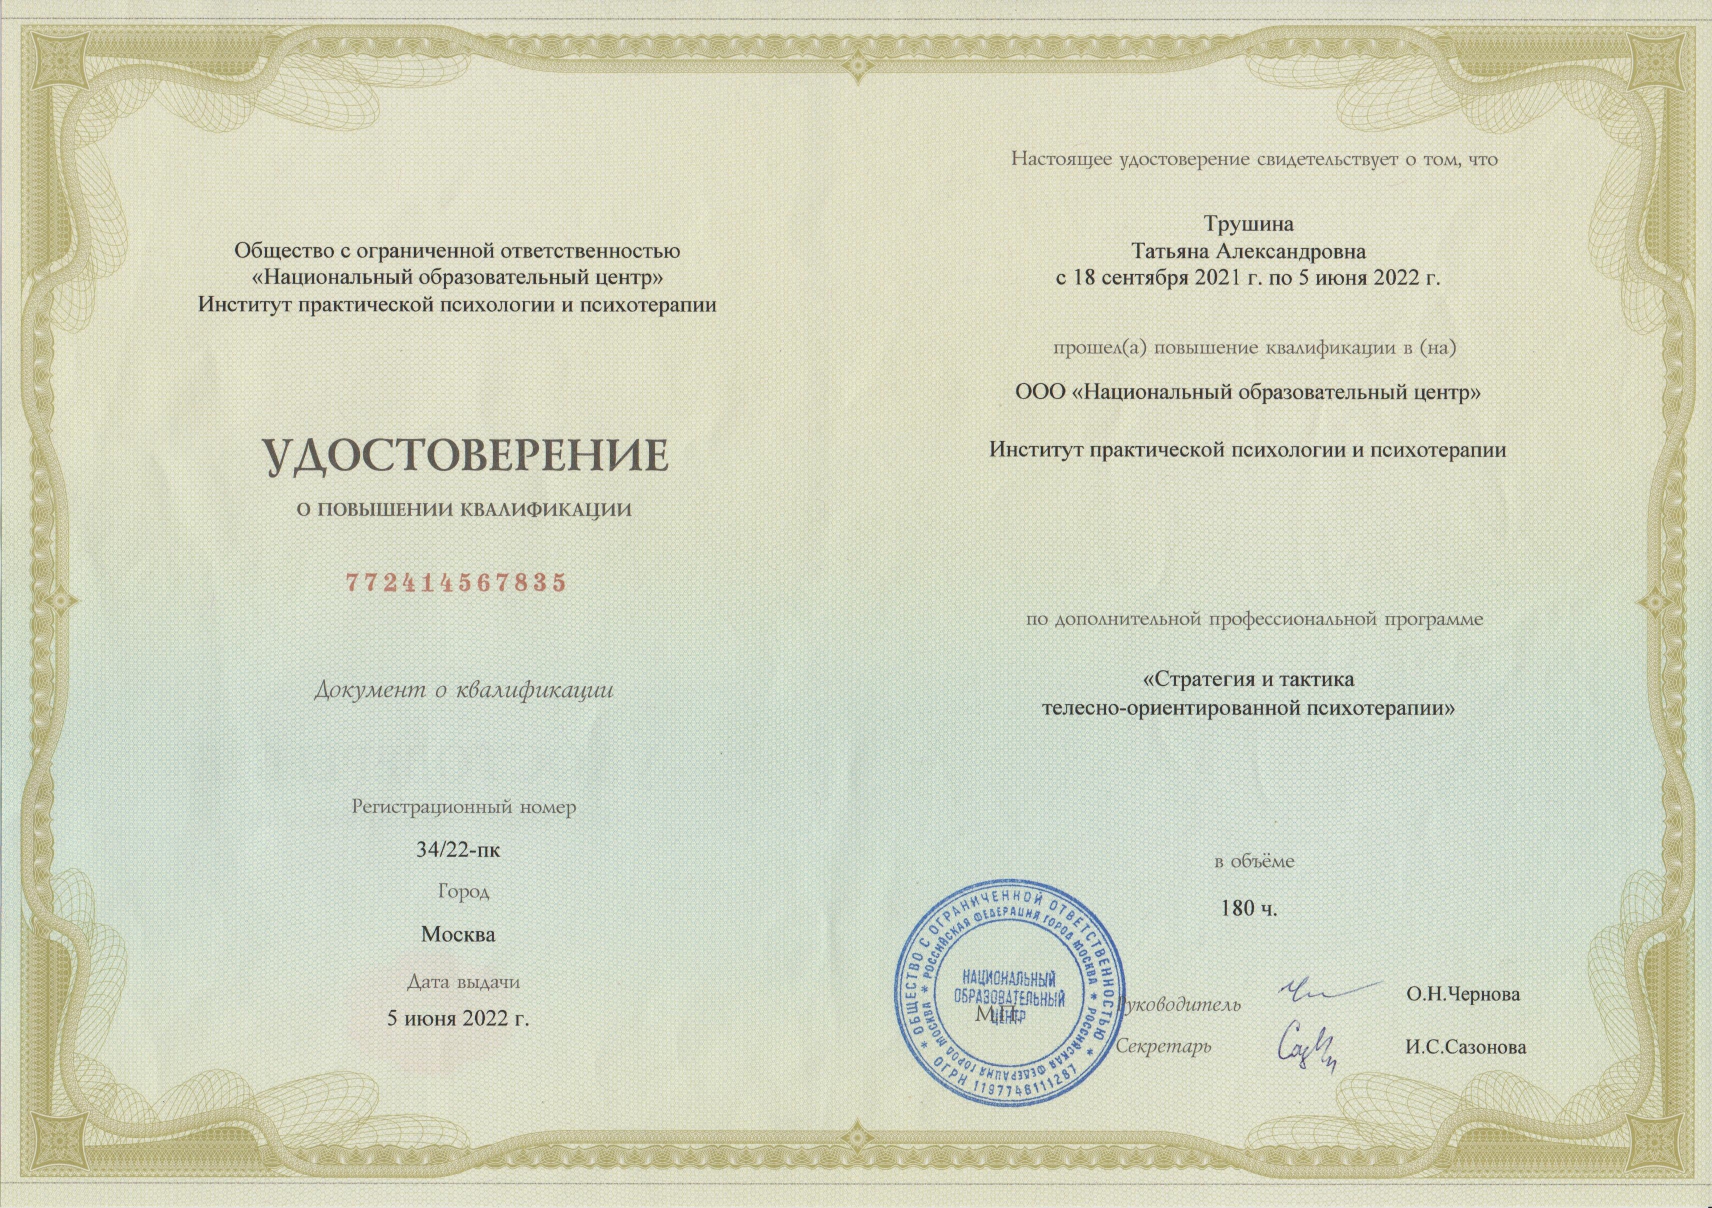 Общество с ограниченной ответственностью
«Национальный образовательный центр»
Институт практической психологии и психотерапии
УДОСТОВЕРЕНИЕ
О ПОВЫШЕНИИ КВАЛИФИКАЦИИ
772414567835
Документ о квалификации
Регистрационный номер
34/22-пк
Город
Москва
Дата выдачи
5 июня 2022 г.
Настоящее удостоверение свидетельствует о том, что
Трушина
Татьяна Александровна
с 18 сентября 2021 г. по 5 июня 2022 г.
прошел(а) повышение квалификации в (на)
ООО «Национальный образовательный центр»
Институт практической психологии и психотерапии
по дополнительной профессиональной программе
«Стратегия и тактика
телесно-ориентированной психотерапии»
в объёме
180 ч.
М.П.
Руководитель
О.Н.Чернова
Секретарь
И.С.Сазонова
ОБЩЕСТВО С ОГРАНИЧЕННОЙ ОТВЕТСТВЕННОСТЬЮ
ОГРН 1197746111287
РОССИЙСКАЯ ФЕДЕРАЦИЯ ГОРОД МОСКВА * РОССИЙСКАЯ ФЕДЕРАЦИЯ ГОРОД МОСКВА *
НАЦИОНАЛЬНЫЙ
ОБРАЗОВАТЕЛЬНЫЙ
ЦЕНТР